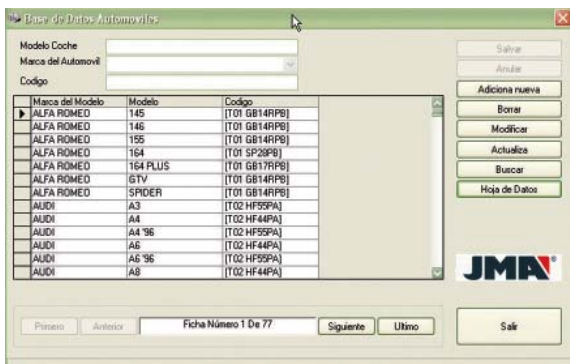 Base de Datos Automoviles
Modelo Coche
Marca del Automovil
Codigo
Salvar
Anular
Adiciona nueva
Borrar
Modificar
Actualiza
Buscar
Hoja de Datos
Marca del Modelo Modelo Codigo
ALFA ROMEO 145 [T01 GB14RPB]
ALFA ROMEO 146 [T01 GB14RPB]
ALFA ROMEO 155 [T01 GB14RPB]
ALFA ROMEO 164 [T01 SP28PB]
ALFA ROMEO 164 PLUS [T01 GB17RPB]
ALFA ROMEO GTV [T01 GB14RPB]
ALFA ROMEO SPIDER [T01 GB14RPB]
AUDI A3 [T02 HF55PA]
AUDI A4 [T02 HF44PA]
AUDI A4 '96 [T02 HF55PA]
AUDI A6 [T02 HF44PA]
AUDI A6 '96 [T02 HF55PA]
AUDI A8 [T02 HF44PA]
JMA
Primero Anterior Ficha Número 1 De 77 Siguiente Ultimo Salir